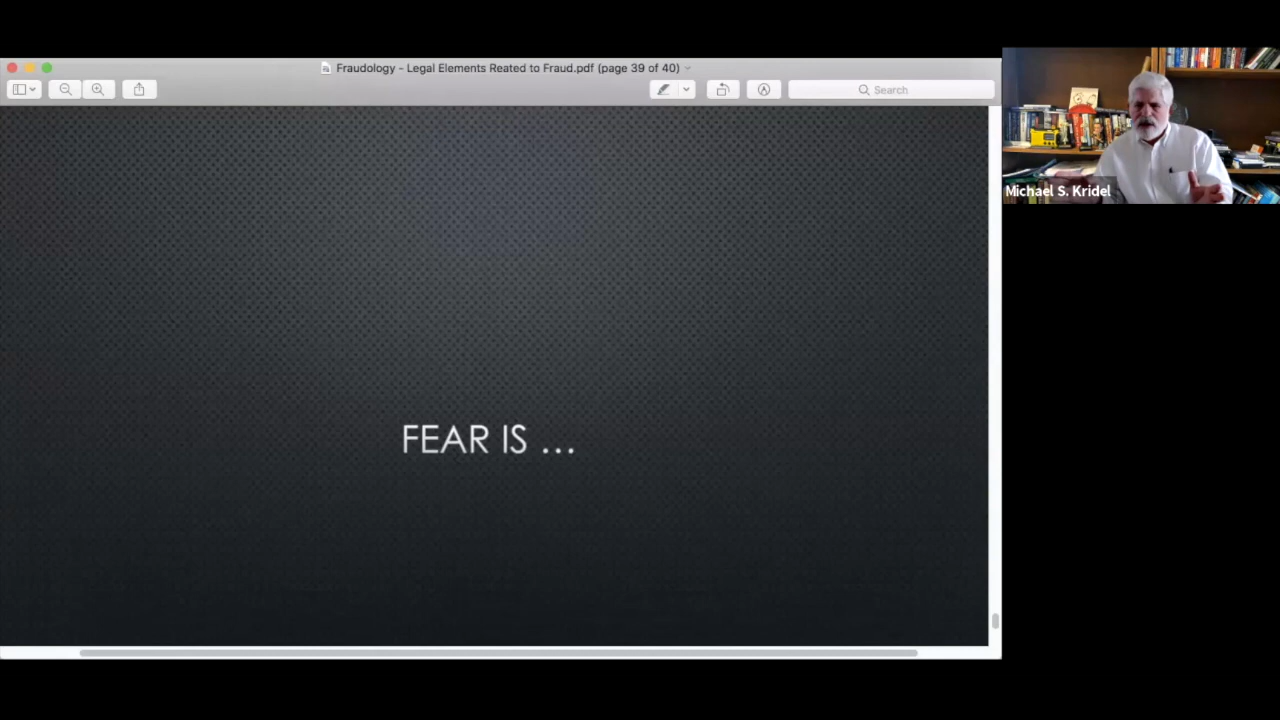 Fraudology - Legal Elements Reated to Fraud.pdf (page 39 of 40)
Search
Michael S. Kridel
FEAR IS ...